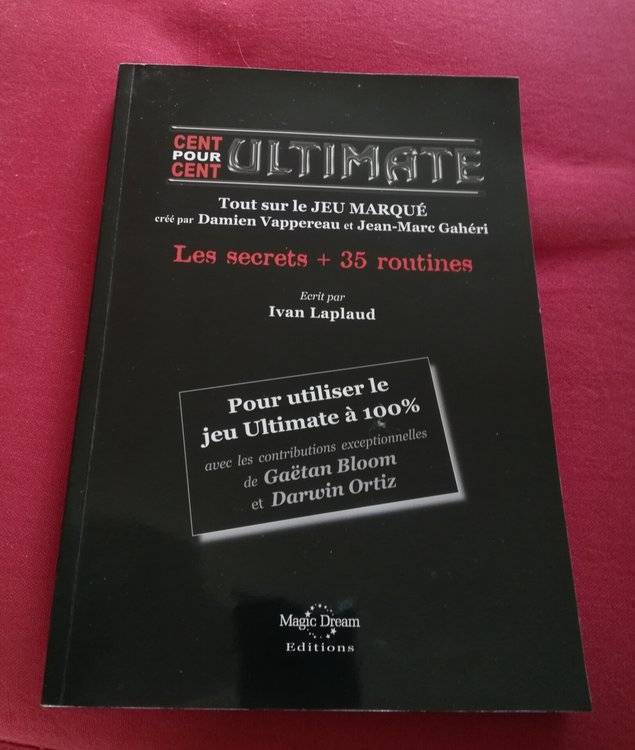 CENT
POUR
CENT
ULTIMATE
Tout sur le JEU MARQUÉ
créé par Damien Vappereau et Jean-Marc Gahéri
Les secrets + 35 routines
Ecrit par
Ivan Laplaud
Pour utiliser le
jeu Ultimate à 100%
avec les contributions exceptionnelles
de Gaëtan Bloom
et Darwin Ortiz
Magic Dream
Editions